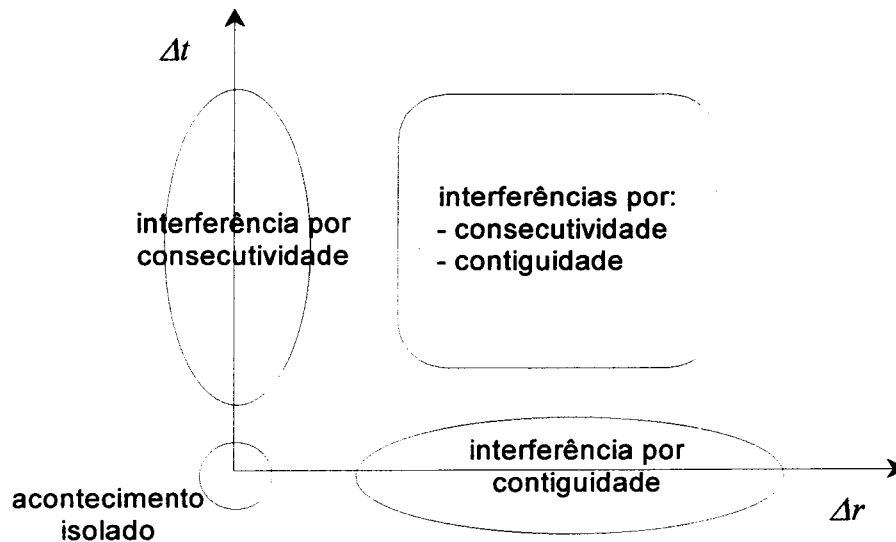 Δt
interferência por
consecutividade
interferências por:
- consecutividade
- contiguidade
interferência por
contiguidade
acontecimento
isolado
Δr